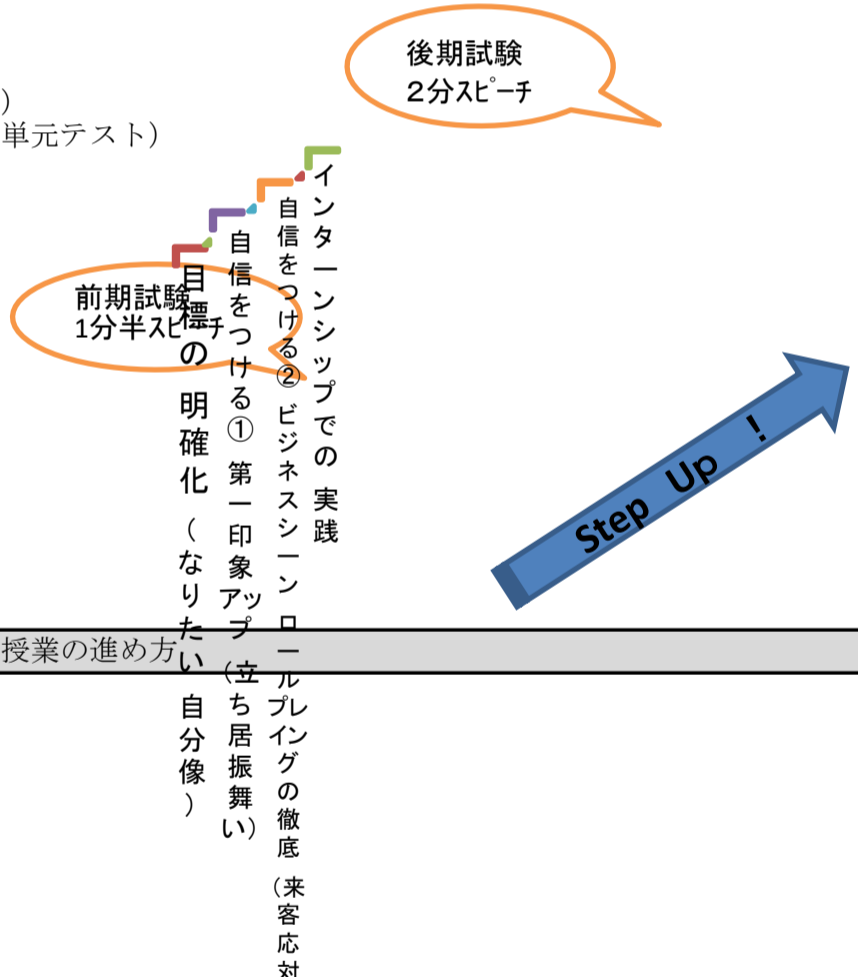 後期試験
２分ｽﾋﾟｰﾁ
）
単元テスト）
前期試験
1分半ｽﾋﾟｰﾁ
目標の 明確化（なりたい 自分像）
自信をつける① 第一印象アップ（立ち居振舞い）
自信をつける② ビジネスシーン ロールプレイングの徹底（来客応対
インターンシップでの 実践
Step Up ！
授業の進め方